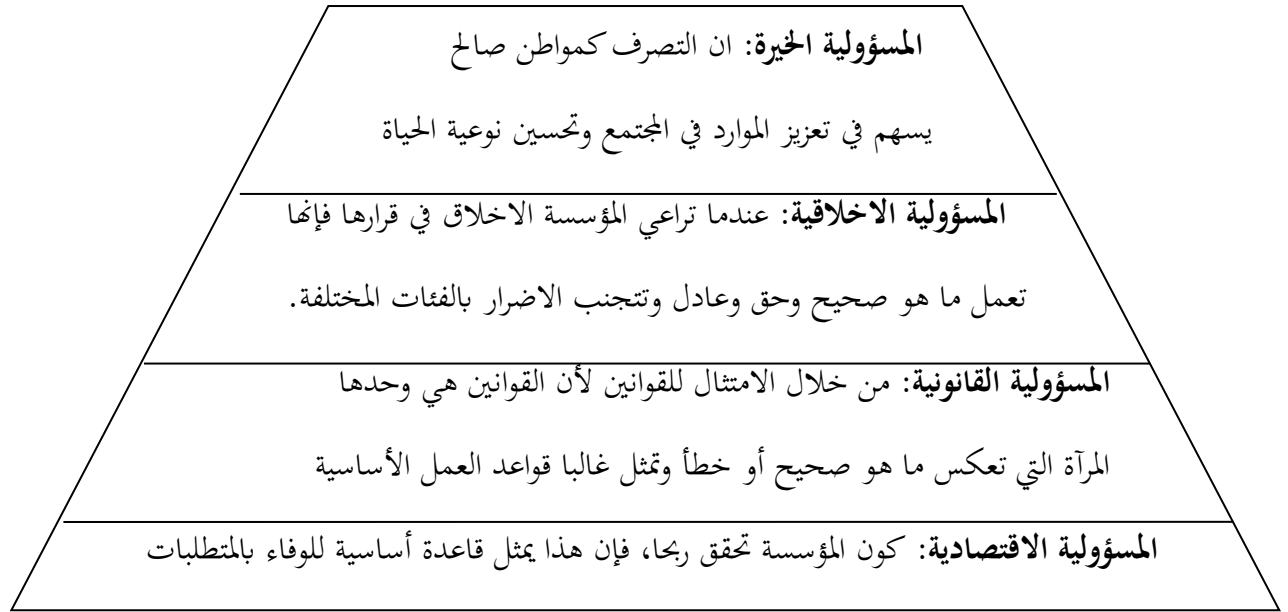 المسؤولية الخيرة: ان التصرف كمواطن صالح
يسهم في تعزيز الموارد في المجتمع وتحسين نوعية الحياة
المسؤولية الاخلاقية: عندما تراعي المؤسسة الاخلاق في قرارها فإنها
تعمل ما هو صحيح وحق وعادل وتتجنب الاضرار بالفئات المختلفة.
المسؤولية القانونية: من خلال الامتثال للقوانين لأن القوانين هي وحدها
المرآة التي تعكس ما هو صحيح أو خطأ وتمثل غالبا قواعد العمل الأساسية
المسؤولية الاقتصادية: كون المؤسسة تحقق ربحا، فإن هذا يمثل قاعدة أساسية للوفاء بالمتطلبات